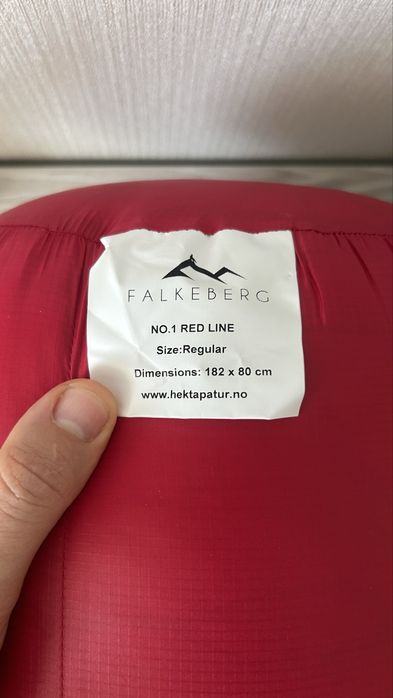 FALKEBERG
NO.1 RED LINE
Size:Regular
Dimensions: 182 x 80 cm
www.hektapatur.no